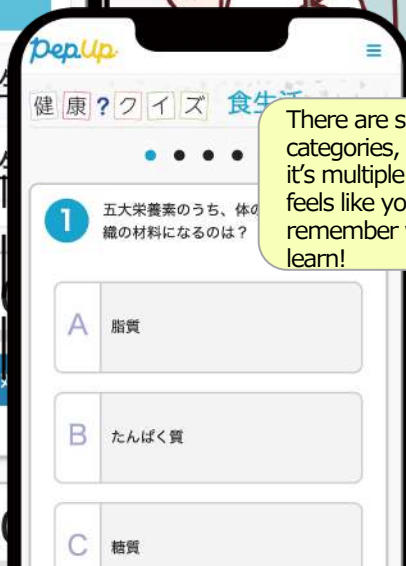 PepUp
健康?クイズ 食生活
There are s
categories,
it's multiple
feels like yo
remember
learn!
1
五大栄養素のうち、体の
織の材料になるのは？
A 脂質
B たんぱく質
C 糖質